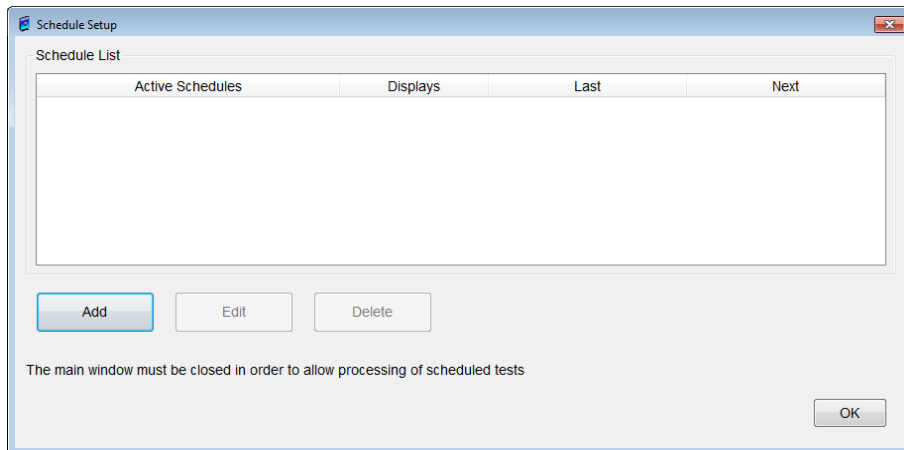 Schedule Setup
Schedule List
Active Schedules Displays Last Next
Add Edit Delete
The main window must be closed in order to allow processing of scheduled tests
OK